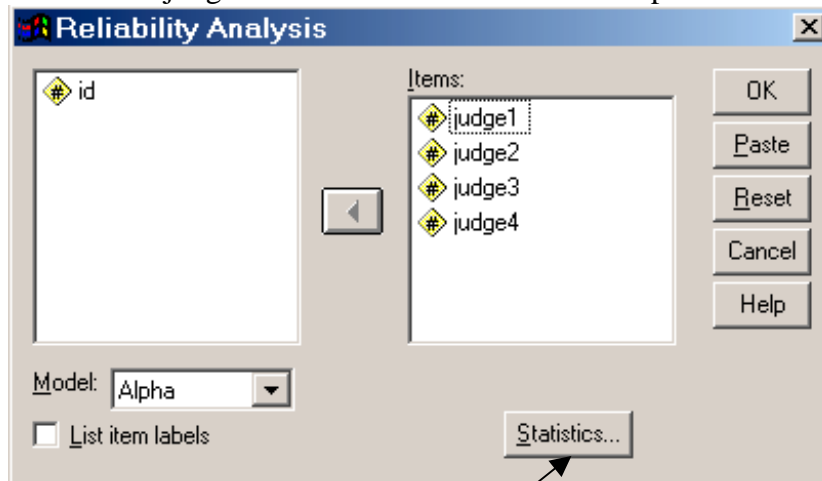 Reliability Analysis
id
Items:
judge1
judge2
judge3
judge4
OK
Paste
Reset
Cancel
Help
Model: Alpha
List item labels
Statistics...